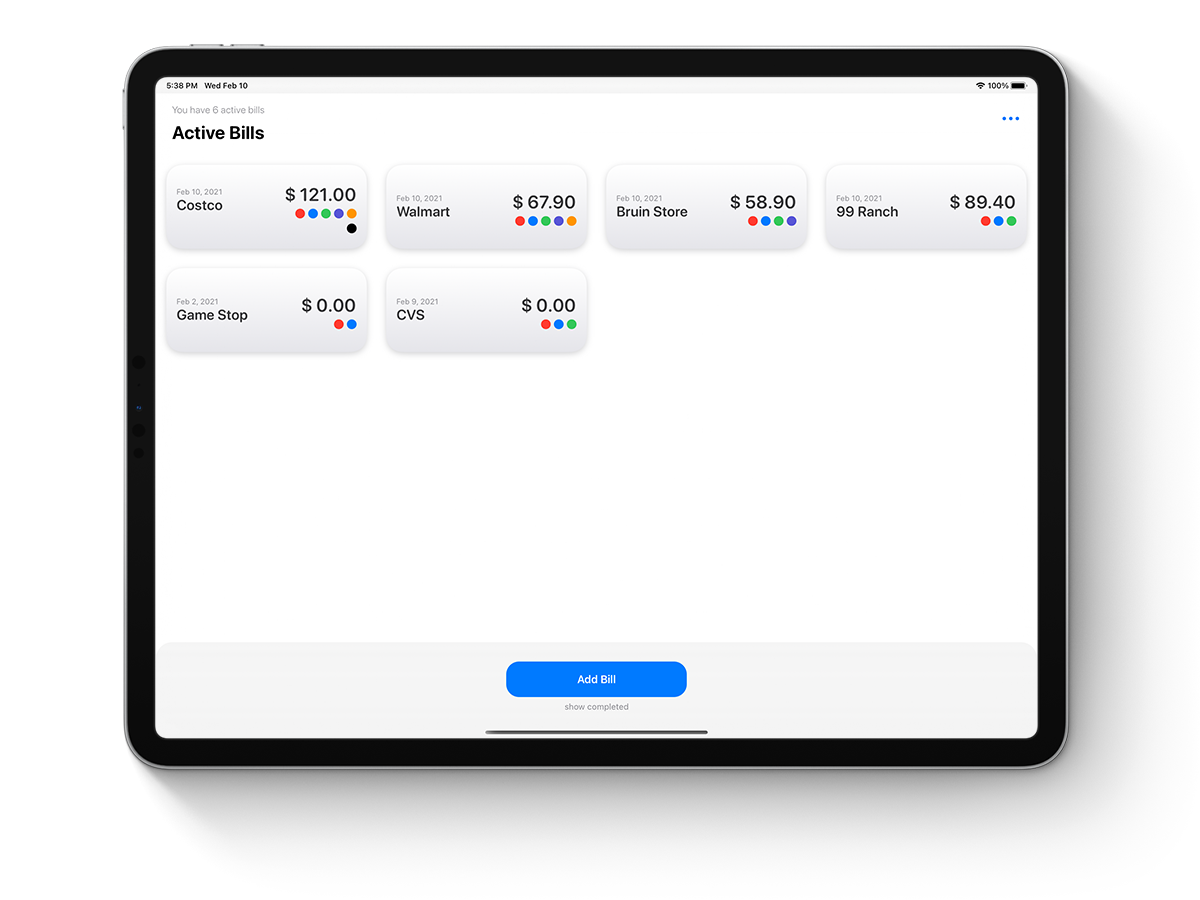 5:38 PM Wed Feb 10
100%
You have 6 active bills
Active Bills
Feb 10, 2021
Costco
$ 121.00
Feb 10, 2021
Walmart
$ 67.90
Feb 10, 2021
Bruin Store
$ 58.90
Feb 10, 2021
99 Ranch
$ 89.40
Feb 2, 2021
Game Stop
$ 0.00
Feb 9, 2021
CVS
$ 0.00
Add Bill
show completed